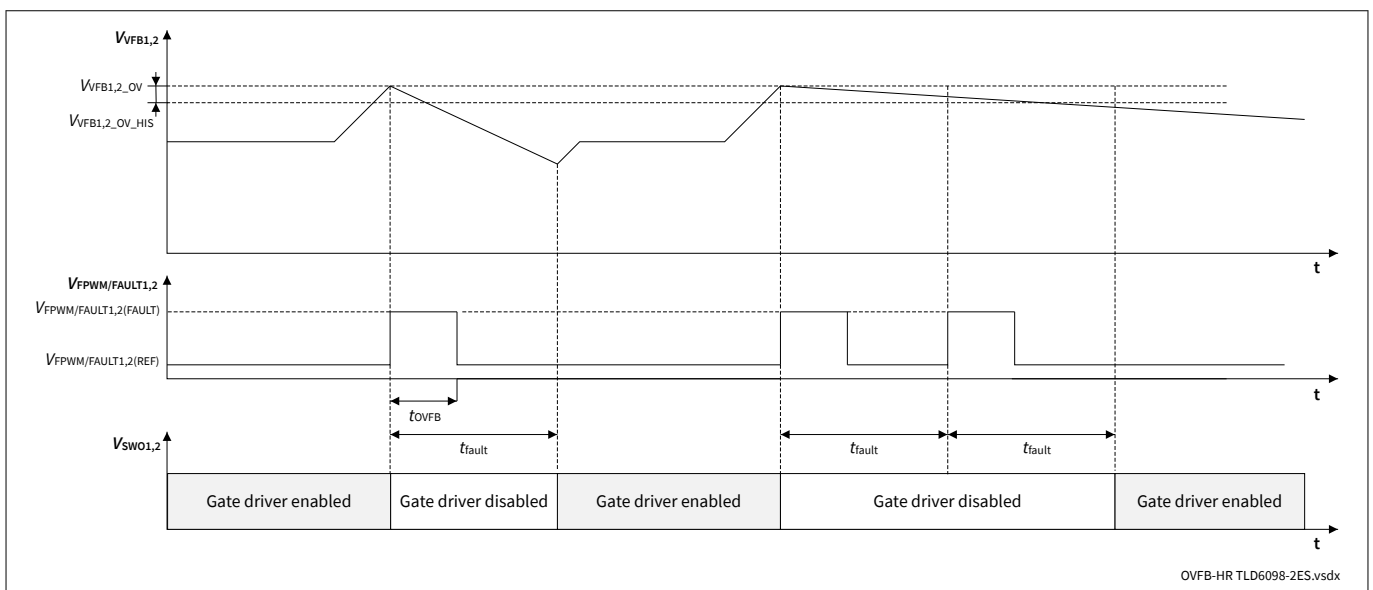 VVFB1,2
VVFB1,2_OV
VVFB1,2_OV_HIS
t
VFPWM/FAULT1,2
VFPWM/FAULT1,2(FAULT)
VFPWM/FAULT1,2(REF)
t
tOVFB
VSWO1,2
tfault
tfault
tfault
Gate driver enabled
Gate driver disabled
Gate driver enabled
Gate driver disabled
Gate driver enabled
t
OVFB-HR TLD6098-2ES.vsdx